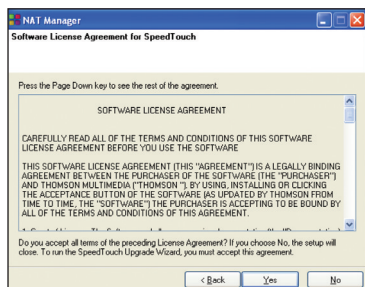 NAT Manager
Software License Agreement for SpeedTouch
Press the Page Down key to see the rest of the agreement.
SOFTWARE LICENSE AGREEMENT
CAREFULLY READ ALL OF THE TERMS AND CONDITIONS OF THIS SOFTWARE
LICENSE AGREEMENT BEFORE YOU USE THE SOFTWARE
THIS SOFTWARE LICENSE AGREEMENT (THIS "AGREEMENT") IS A LEGALLY BINDING
AGREEMENT BETWEEN THE PURCHASER OF THE SOFTWARE (THE "PURCHASER")
AND THOMSON MULTIMEDIA ("THOMSON "). BY USING, INSTALLING OR CLICKING
THE ACCEPTANCE BUTTON OF THE SOFTWARE (AS UPDATED BY THOMSON FROM
TIME TO TIME, THE "SOFTWARE") THE PURCHASER IS ACCEPTING TO BE BOUND BY
ALL OF THE TERMS AND CONDITIONS OF THIS AGREEMENT.
Do you accept all terms of the preceding License Agreement? If you choose No, the setup will
close. To run the SpeedTouch Upgrade Wizard, you must accept this agreement.
< Back Yes No